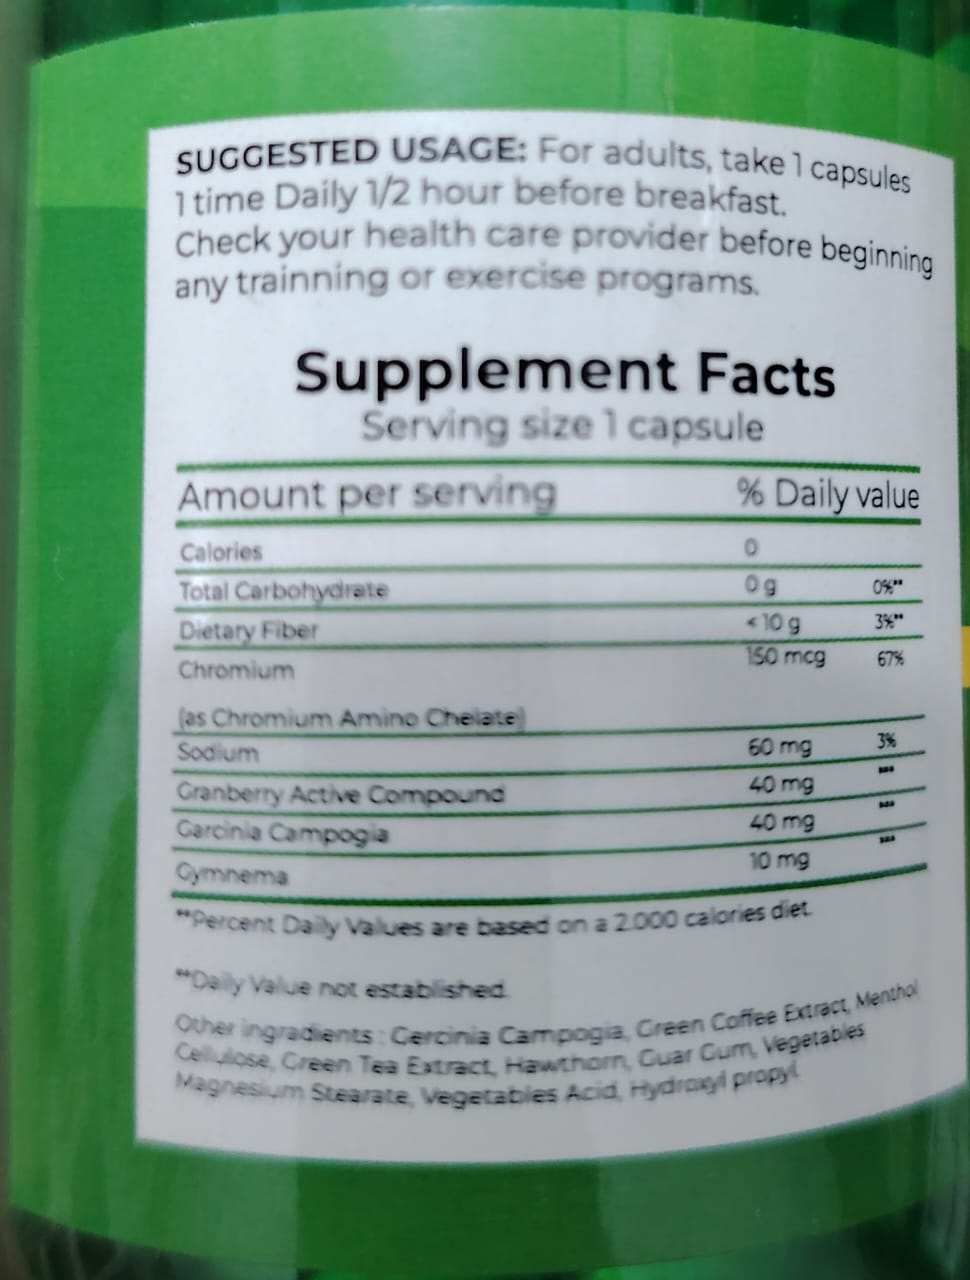 SUGGESTED USAGE: For adults, take 1 capsules
1 time Daily 1/2 hour before breakfast.
Check your health care provider before beginning
any trainning or exercise programs.
Supplement Facts
Serving size 1 capsule
Amount per serving % Daily value
Calories 0
Total Carbohydrate 0 g 0%**
Dietary Fiber <10 g 3%**
Chromium 150 mcg 67%
(as Chromium Amino Chelate)
Sodium 60 mg 3%
Granberry Active Compound 40 mg ***
Garcinia Campogia 40 mg ***
Gymnema 10 mg ***
**Percent Daily Values are based on a 2.000 calories diet.
**Daily Value not established.
Other ingradients : Gercinia Campogia, Green Coffee Extract, Menthol
Cellulose, Green Tea Extract, Hawthorn, Guar Gum, Vegetables
Magnesium Stearate, Vegetables Acid, Hydroxyl propyl.